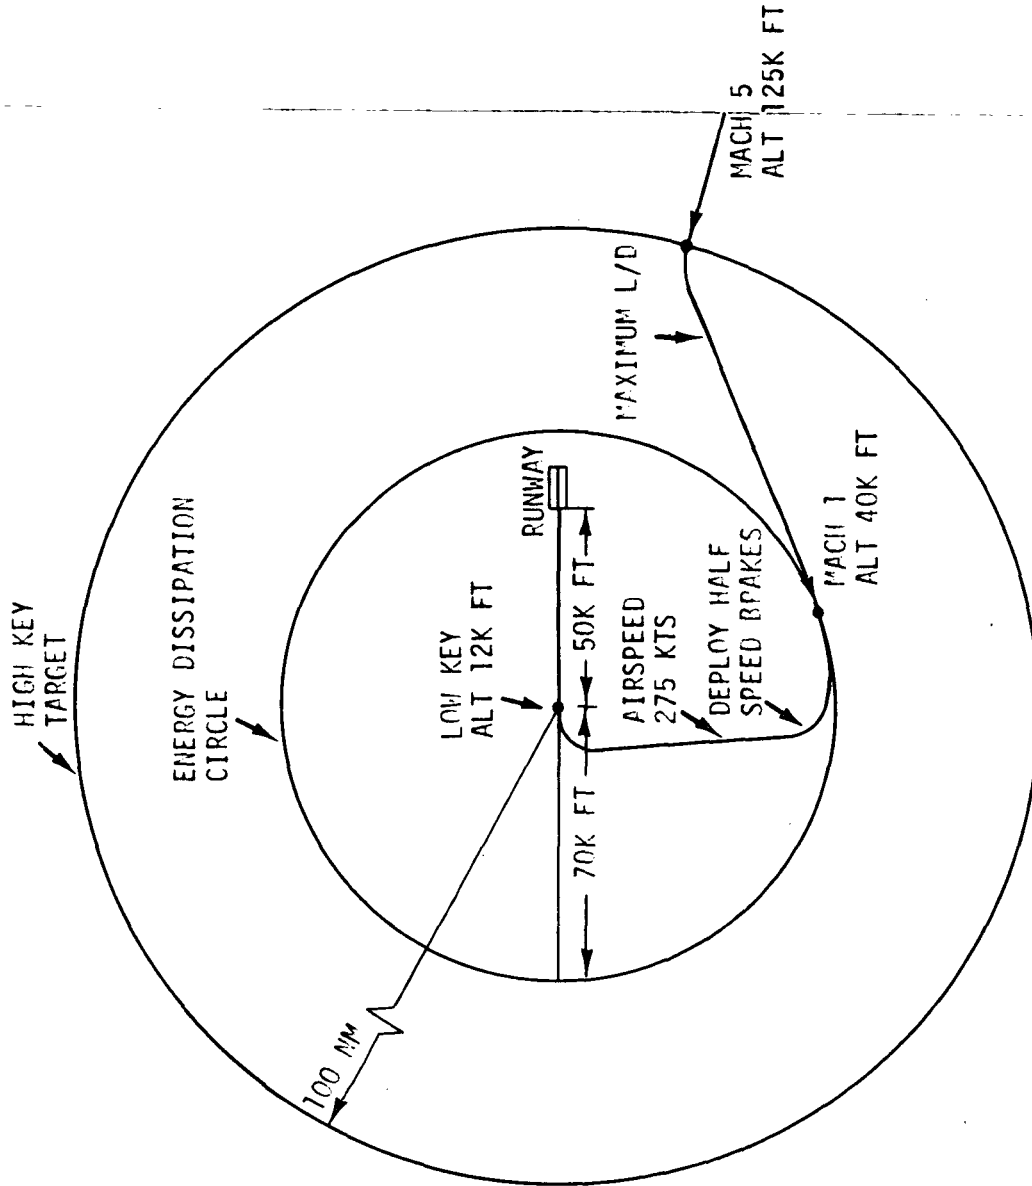 HIGH KEY
TARGET
ENERGY DISSIPATION
CIRCLE
MACH 5
ALT 125K FT
MAXIMUM L/D
RUNWAY
LOW KEY
ALT 12K FT
50K FT
70K FT
AIRSPEED
275 KTS
DEPLOY HALF
SPEED BRAKES
MACH 1
ALT 40K FT
100 NM